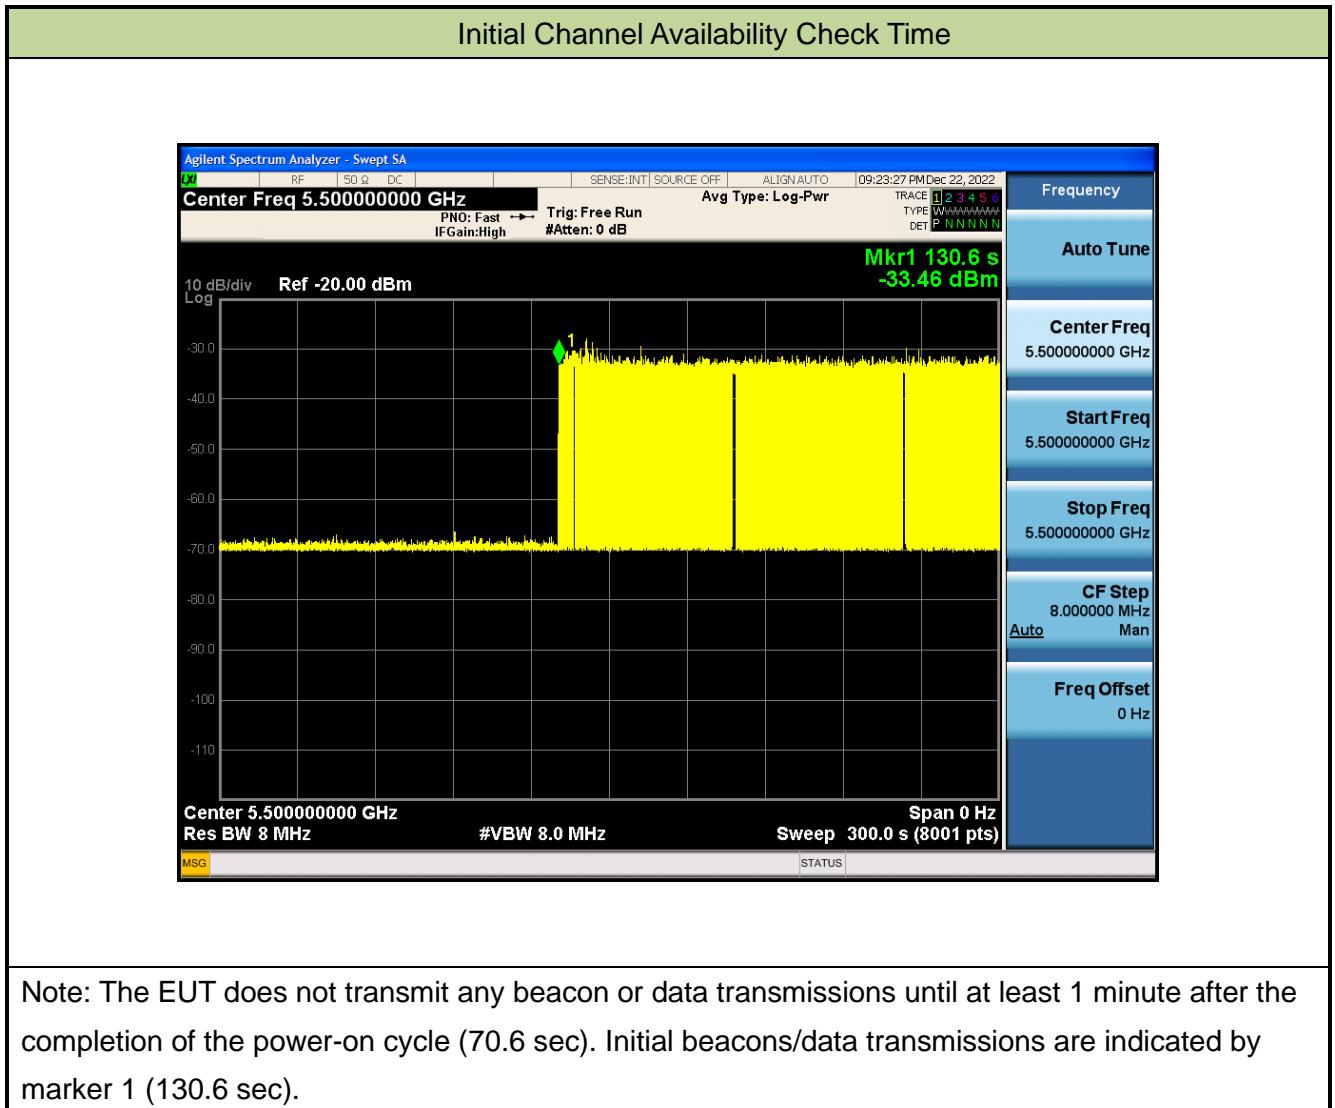 Initial Channel Availability Check Time
Agilent Spectrum Analyzer - Swept SA
LXI RF 50 Ω DC SENSE:INT SOURCE OFF ALIGN AUTO 09:23:27 PM Dec 22, 2022
Center Freq 5.500000000 GHz
Avg Type: Log-Pwr
TRACE 1 2 3 4 5 6
PNO: Fast Trig: Free Run
TYPE WWWWWW
IFGain:High #Atten: 0 dB
DET P N N N N N
Mkr1 130.6 s
-33.46 dBm
10 dB/div Ref -20.00 dBm
Log
1
-30.0
-40.0
-50.0
-60.0
-70.0
-80.0
-90.0
-100
-110
Center 5.500000000 GHz Span 0 Hz
Res BW 8 MHz #VBW 8.0 MHz Sweep 300.0 s (8001 pts)
MSG STATUS
Frequency
Auto Tune
Center Freq
5.500000000 GHz
Start Freq
5.500000000 GHz
Stop Freq
5.500000000 GHz
CF Step
8.000000 MHz
Auto Man
Freq Offset
0 Hz
Note: The EUT does not transmit any beacon or data transmissions until at least 1 minute after the
completion of the power-on cycle (70.6 sec). Initial beacons/data transmissions are indicated by
marker 1 (130.6 sec).